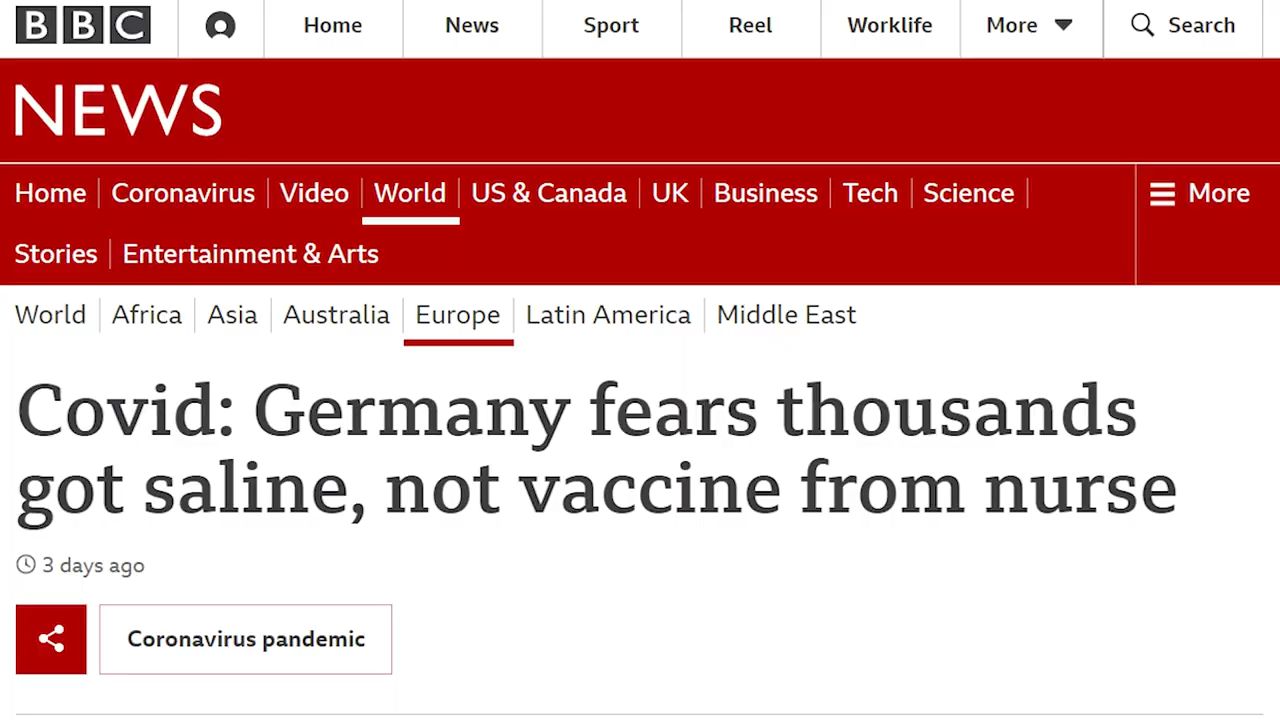 BBC Home News Sport Reel Worklife More Search
NEWS
Home Coronavirus Video World US & Canada UK Business Tech Science More
Stories Entertainment & Arts
World Africa Asia Australia Europe Latin America Middle East
Covid: Germany fears thousands
got saline, not vaccine from nurse
3 days ago
Coronavirus pandemic